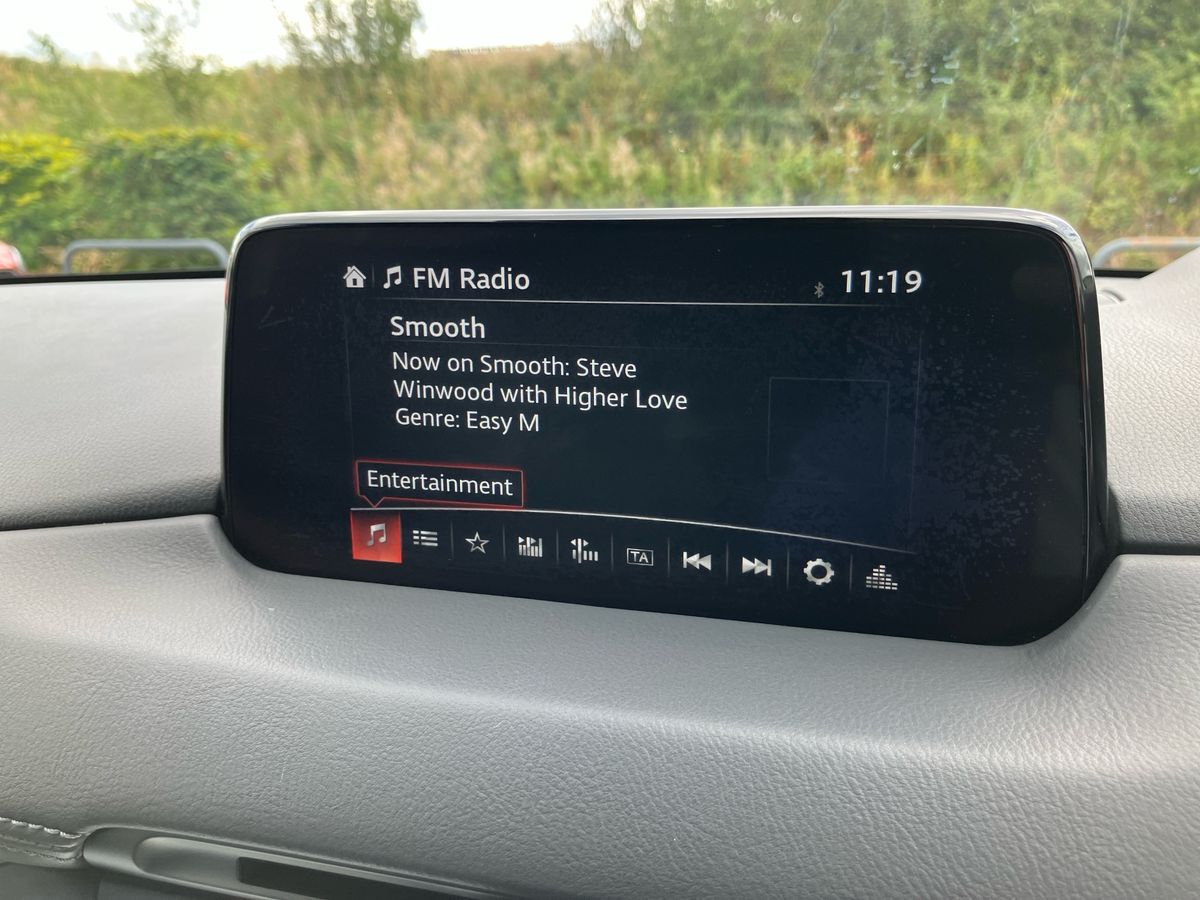 FM Radio
11:19
Smooth
Now on Smooth: Steve
Winwood with Higher Love
Genre: Easy M
Entertainment
TA